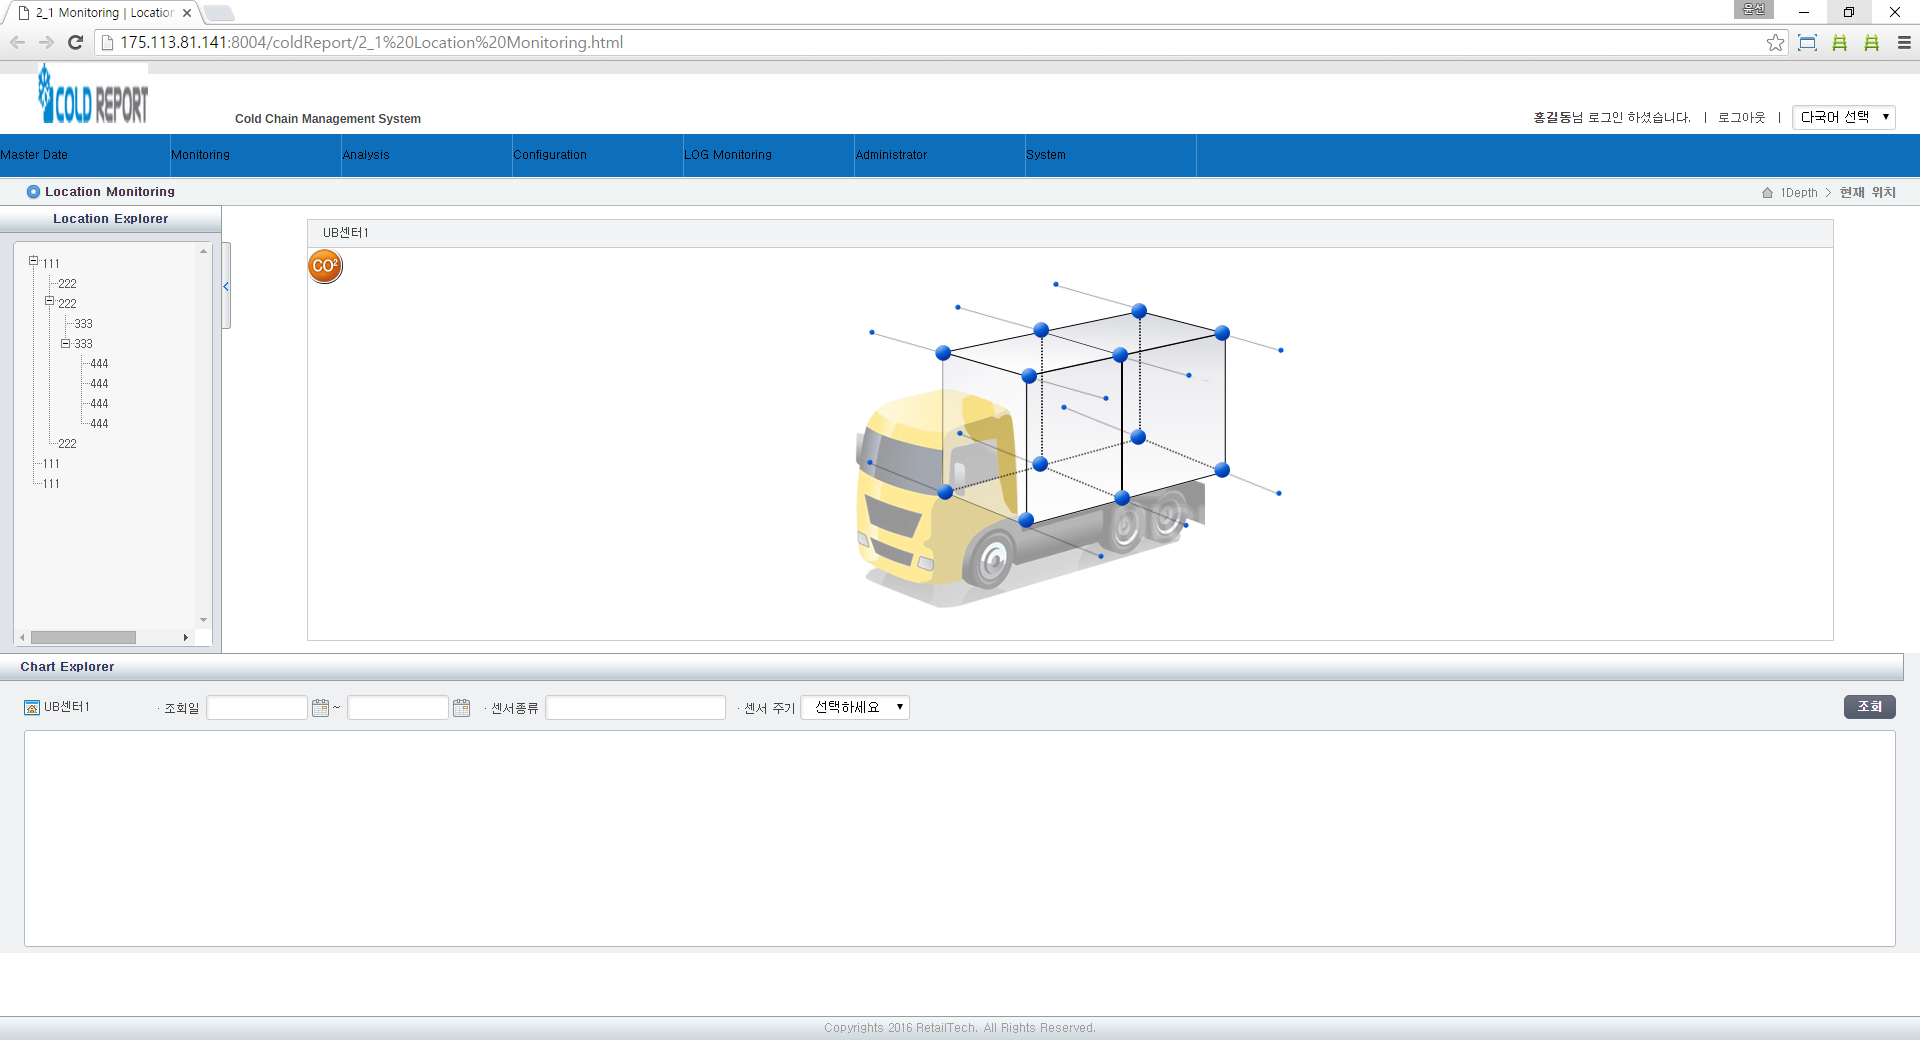 2_1 Monitoring | Location
윤선
175.113.81.141:8004/coldReport/2_1%20Location%20Monitoring.html
COLD REPORT
Cold Chain Management System
홍길동님 로그인 하셨습니다. | 로그아웃 | 다국어 선택
Master Date Monitoring Analysis Configuration LOG Monitoring Administrator System
Location Monitoring
1Depth > 현재 위치
Location Explorer
UB센터1
CO²
111
222
222
333
333
444
444
444
444
222
111
111
Chart Explorer
UB센터1 · 조회일 ~ · 센서종류 · 센서 주기 선택하세요 조회
Copyrights 2016 RetailTech. All Rights Reserved.